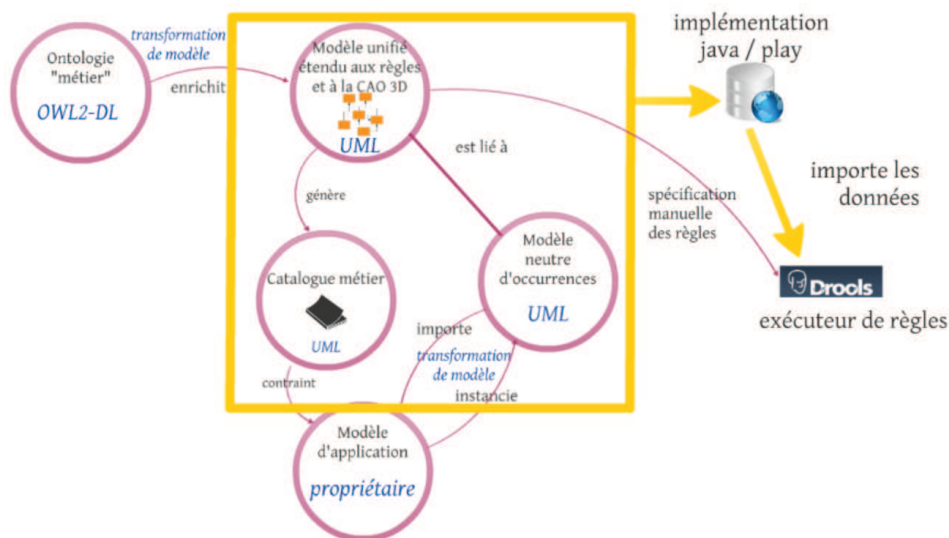 Ontologie
"métier"
OWL2-DL
transformation
de modèle
enrichit
Modèle unifié
étendu aux règles
et à la CAO 3D
UML
génère
est lié à
Catalogue métier
UML
Modèle
neutre
d'occurrences
UML
importe
transformation
de modèle
instancie
contraint
Modèle
d'application
propriétaire
spécification
manuelle
des règles
implémentation
java / play
importe les
données
Drools
exécuteur de règles